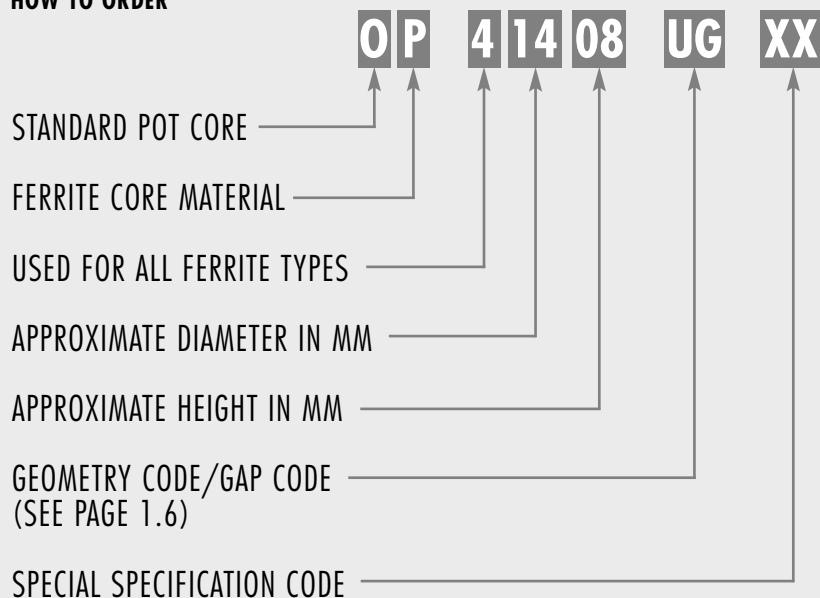 HOW TO ORDER
O P 4 14 08 UG XX
STANDARD POT CORE
FERRITE CORE MATERIAL
USED FOR ALL FERRITE TYPES
APPROXIMATE DIAMETER IN MM
APPROXIMATE HEIGHT IN MM
GEOMETRY CODE/GAP CODE
(SEE PAGE 1.6)
SPECIAL SPECIFICATION CODE